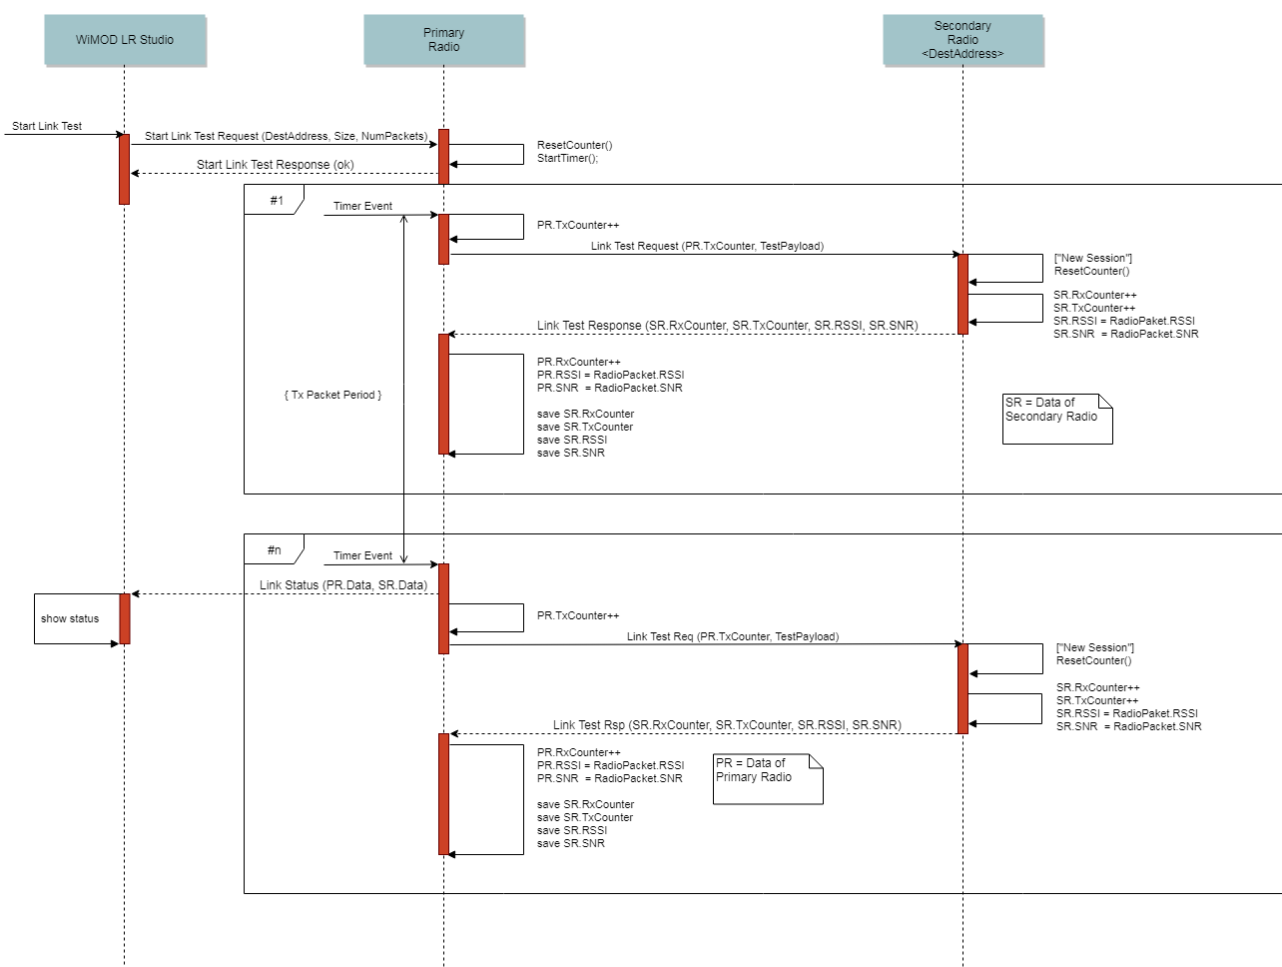 WiMOD LR Studio
Primary
Radio
Secondary
Radio
<DestAddress>
Start Link Test
Start Link Test Request (DestAddress, Size, NumPackets)
ResetCounter()
StartTimer();
Start Link Test Response (ok)
#1
Timer Event
PR.TxCounter++
Link Test Request (PR.TxCounter, TestPayload)
["New Session"]
ResetCounter()
SR.RxCounter++
SR.TxCounter++
SR.RSSI = RadioPaket.RSSI
SR.SNR = RadioPacket.SNR
Link Test Response (SR.RxCounter, SR.TxCounter, SR.RSSI, SR.SNR)
PR.RxCounter++
PR.RSSI = RadioPacket.RSSI
PR.SNR = RadioPacket.SNR
{ Tx Packet Period }
save SR.RxCounter
save SR.TxCounter
save SR.RSSI
save SR.SNR
SR = Data of
Secondary Radio
#n
Timer Event
Link Status (PR.Data, SR.Data)
show status
PR.TxCounter++
Link Test Req (PR.TxCounter, TestPayload)
["New Session"]
ResetCounter()
SR.RxCounter++
SR.TxCounter++
SR.RSSI = RadioPaket.RSSI
SR.SNR = RadioPacket.SNR
Link Test Rsp (SR.RxCounter, SR.TxCounter, SR.RSSI, SR.SNR)
PR.RxCounter++
PR.RSSI = RadioPacket.RSSI
PR.SNR = RadioPacket.SNR
save SR.RxCounter
save SR.TxCounter
save SR.RSSI
save SR.SNR
PR = Data of
Primary Radio